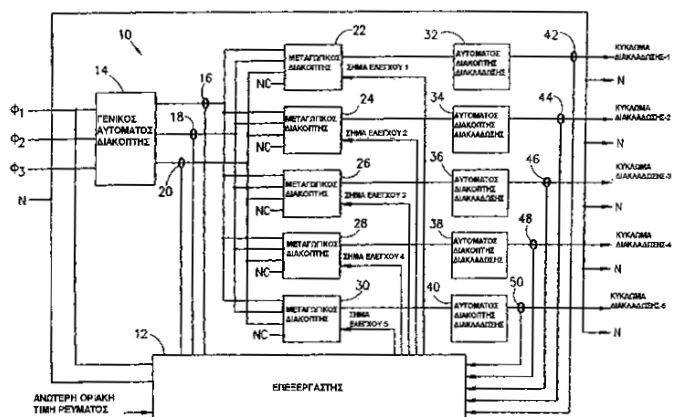 10
14
ΓΕΝΙΚΟΣ
ΑΥΤΟΜΑΤΟΣ
ΔΙΑΚΟΠΤΗΣ
Φ1
Φ2
Φ3
N
16
18
20
22
ΜΕΤΑΓΩΓΙΚΟΣ
ΔΙΑΚΟΠΤΗΣ
NC
ΣΗΜΑ ΕΛΕΓΧΟΥ 1
32
ΑΥΤΟΜΑΤΟΣ
ΔΙΑΚΟΠΤΗΣ
ΔΙΑΚΛΑΔΩΣΗΣ
42
ΚΥΚΛΩΜΑ
ΔΙΑΚΛΑΔΩΣΗΣ-1
N
24
ΜΕΤΑΓΩΓΙΚΟΣ
ΔΙΑΚΟΠΤΗΣ
NC
ΣΗΜΑ ΕΛΕΓΧΟΥ 2
34
ΑΥΤΟΜΑΤΟΣ
ΔΙΑΚΟΠΤΗΣ
ΔΙΑΚΛΑΔΩΣΗΣ
44
ΚΥΚΛΩΜΑ
ΔΙΑΚΛΑΔΩΣΗΣ-2
N
26
ΜΕΤΑΓΩΓΙΚΟΣ
ΔΙΑΚΟΠΤΗΣ
NC
ΣΗΜΑ ΕΛΕΓΧΟΥ 3
36
ΑΥΤΟΜΑΤΟΣ
ΔΙΑΚΟΠΤΗΣ
ΔΙΑΚΛΑΔΩΣΗΣ
46
ΚΥΚΛΩΜΑ
ΔΙΑΚΛΑΔΩΣΗΣ-3
N
28
ΜΕΤΑΓΩΓΙΚΟΣ
ΔΙΑΚΟΠΤΗΣ
NC
ΣΗΜΑ ΕΛΕΓΧΟΥ 4
38
ΑΥΤΟΜΑΤΟΣ
ΔΙΑΚΟΠΤΗΣ
ΔΙΑΚΛΑΔΩΣΗΣ
48
ΚΥΚΛΩΜΑ
ΔΙΑΚΛΑΔΩΣΗΣ-4
N
30
ΜΕΤΑΓΩΓΙΚΟΣ
ΔΙΑΚΟΠΤΗΣ
NC
ΣΗΜΑ
ΕΛΕΓΧΟΥ 5
40
ΑΥΤΟΜΑΤΟΣ
ΔΙΑΚΟΠΤΗΣ
ΔΙΑΚΛΑΔΩΣΗΣ
50
ΚΥΚΛΩΜΑ
ΔΙΑΚΛΑΔΩΣΗΣ-5
N
12
ΕΠΕΞΕΡΓΑΣΤΗΣ
ΑΝΩΤΕΡΗ ΟΡΙΑΚΗ
ΤΙΜΗ ΡΕΥΜΑΤΟΣ